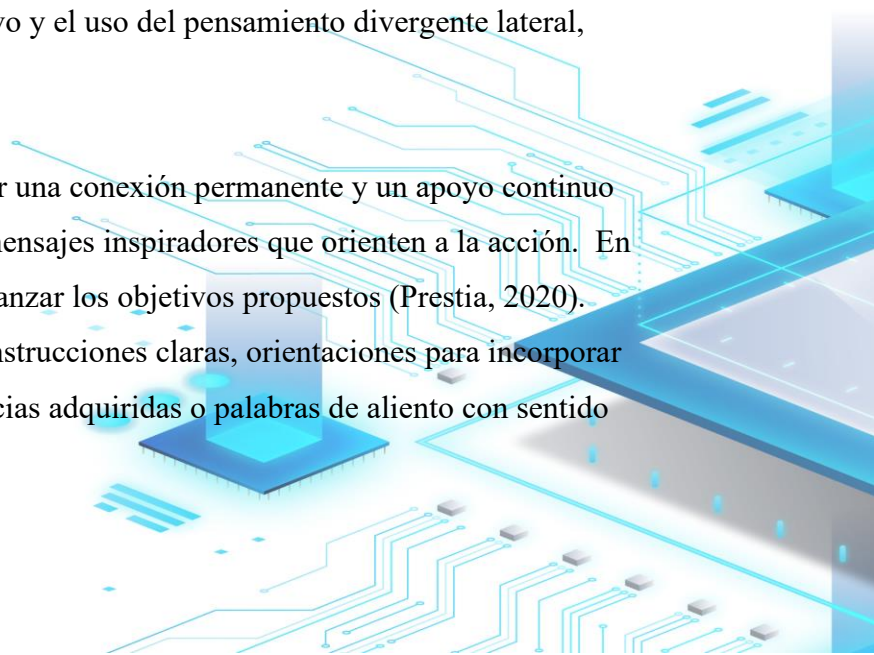 vo y el uso del pensamiento divergente lateral,
r una conexión permanente y un apoyo continuo
nensajes inspiradores que orienten a la acción. En
anzar los objetivos propuestos (Prestia, 2020).
nstrucciones claras, orientaciones para incorporar
cias adquiridas o palabras de aliento con sentido